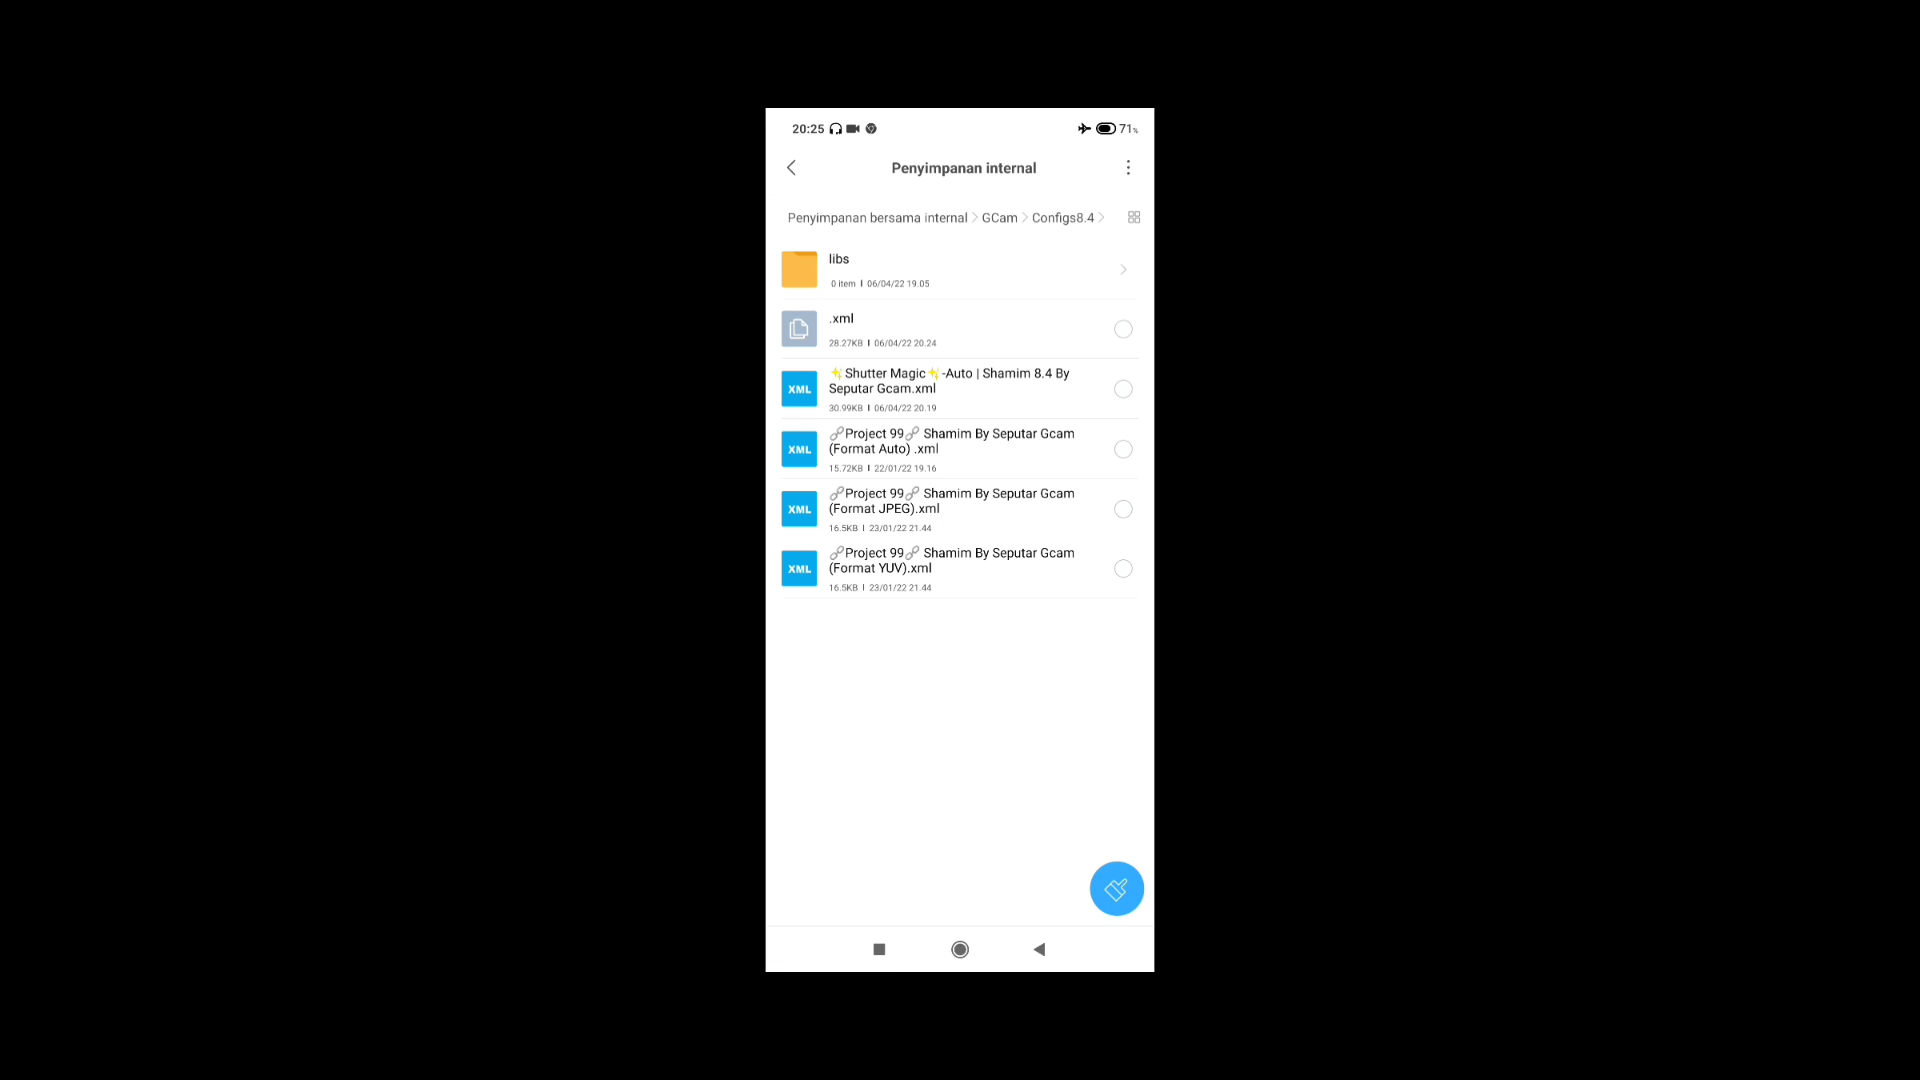 20:25 71%
Penyimpanan internal
Penyimpanan bersama internal > GCam > Configs8.4 >
libs
0 item | 06/04/22 19.05
.xml
28.27KB | 06/04/22 20.24
XML
✨Shutter Magic✨-Auto | Shamim 8.4 By
Seputar Gcam.xml
30.99KB | 06/04/22 20.19
XML
🔗Project 99🔗 Shamim By Seputar Gcam
(Format Auto) .xml
15.72KB | 22/01/22 19.16
XML
🔗Project 99🔗 Shamim By Seputar Gcam
(Format JPEG).xml
16.5KB | 23/01/22 21.44
XML
🔗Project 99🔗 Shamim By Seputar Gcam
(Format YUV).xml
16.5KB | 23/01/22 21.44